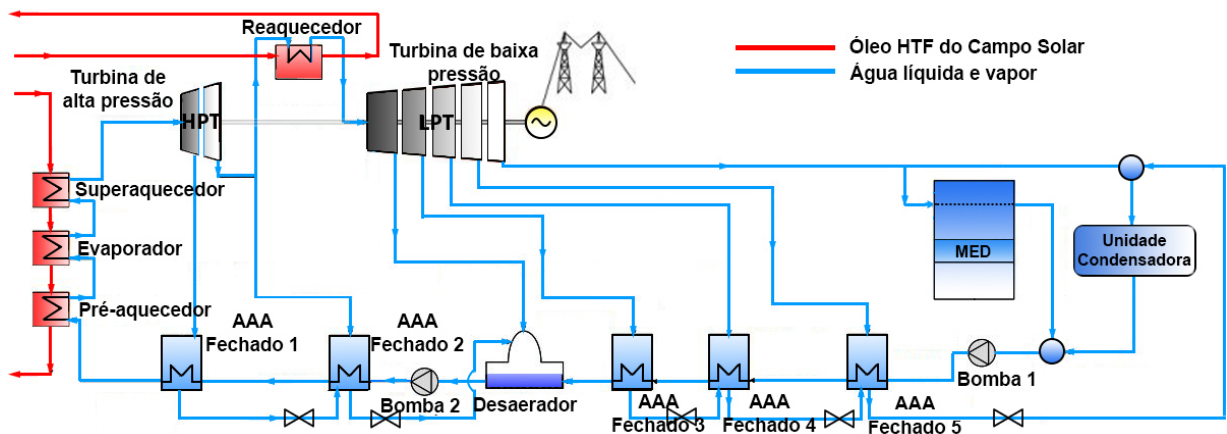 Reaquecedor
Turbina de baixa
pressão
Óleo HTF do Campo Solar
Água líquida e vapor
Turbina de
alta pressão
HPT
LPT
Superaquecedor
Evaporador
MED
Unidade
Condensadora
Pré-aquecedor
AAA
Fechado 1
AAA
Fechado 2
Bomba 2
Desaerador
Bomba 1
AAA
Fechado 3
AAA
Fechado 4
AAA
Fechado 5